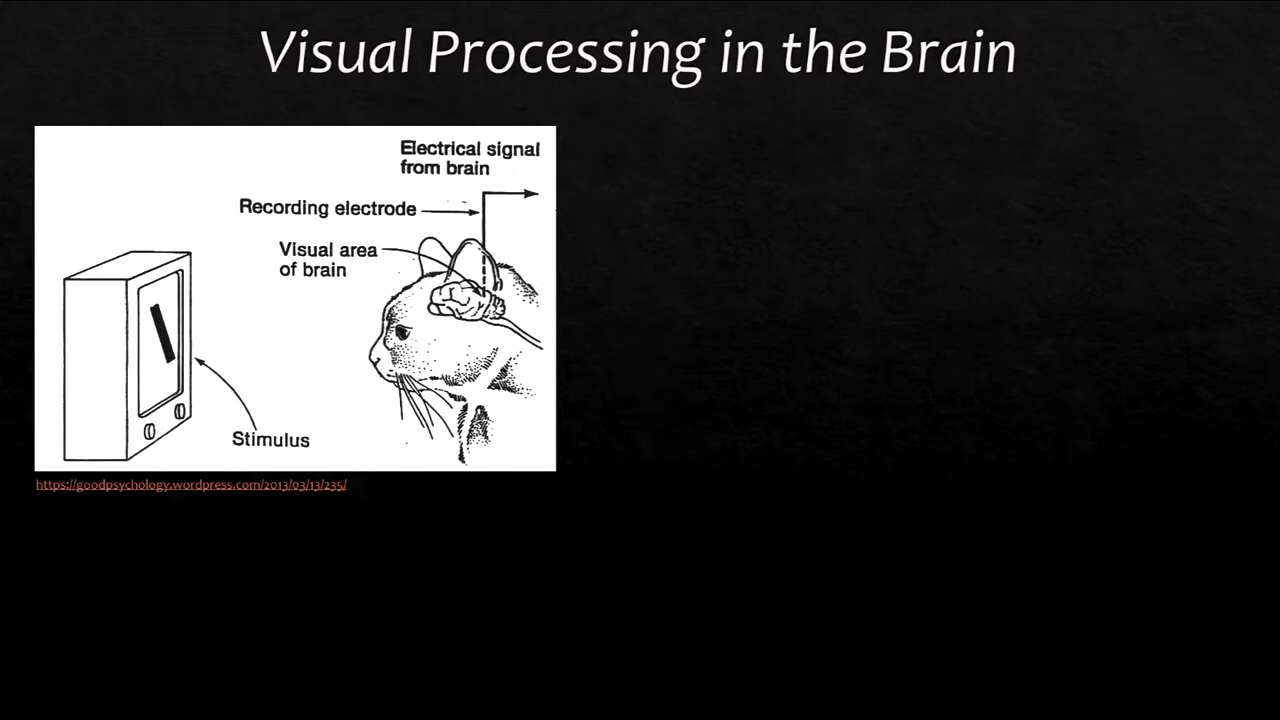 Visual Processing in the Brain
Electrical signal
from brain
Recording electrode
Visual area
of brain
Stimulus
https://goodpsychology.wordpress.com/2013/03/13/235/